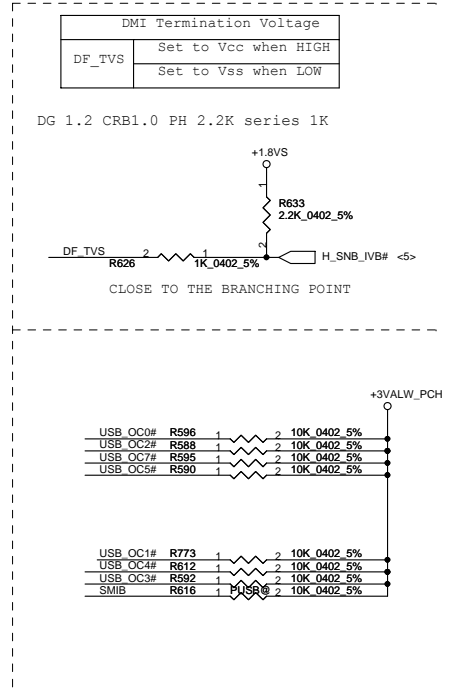 DMI Termination Voltage
DF_TVS
Set to Vcc when HIGH
Set to Vss when LOW
DG 1.2 CRB1.0 PH 2.2K series 1K
+1.8VS
1
R633
2.2K_0402_5%
2
DF_TVS 2 1 H_SNB_IVB# <5>
R626 1K_0402_5%
CLOSE TO THE BRANCHING POINT
+3VALW_PCH
USB_OC0# R596 1 2 10K_0402_5%
USB_OC2# R588 1 2 10K_0402_5%
USB_OC7# R595 1 2 10K_0402_5%
USB_OC5# R590 1 2 10K_0402_5%
USB_OC1# R773 1 2 10K_0402_5%
USB_OC4# R612 1 2 10K_0402_5%
USB_OC3# R592 1 2 10K_0402_5%
SMIB R616 1 PUSB@ 2 10K_0402_5%